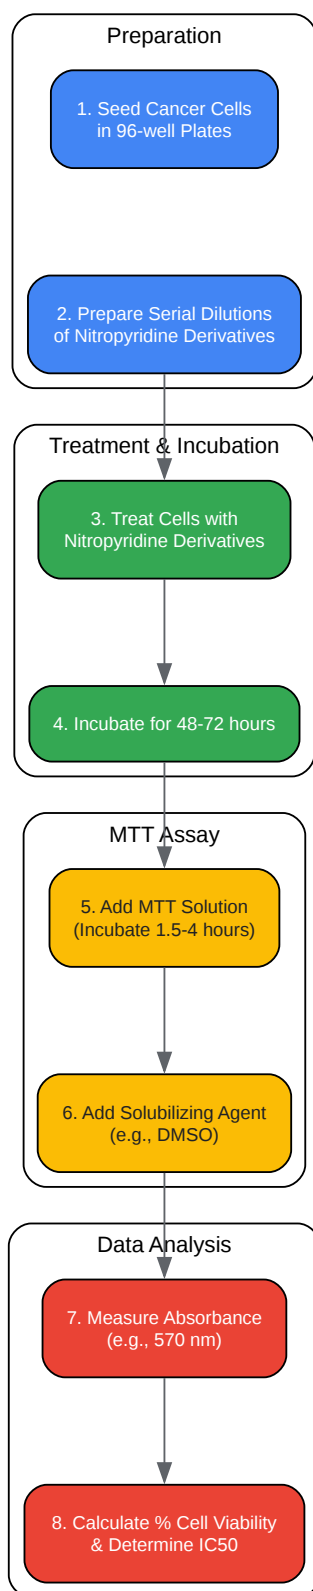 Preparation
1. Seed Cancer Cells
in 96-well Plates
2. Prepare Serial Dilutions
of Nitropyridine Derivatives
Treatment & Incubation
3. Treat Cells with
Nitropyridine Derivatives
4. Incubate for 48-72 hours
MTT Assay
5. Add MTT Solution
(Incubate 1.5-4 hours)
6. Add Solubilizing Agent
(e.g., DMSO)
Data Analysis
7. Measure Absorbance
(e.g., 570 nm)
8. Calculate % Cell Viability
& Determine IC50